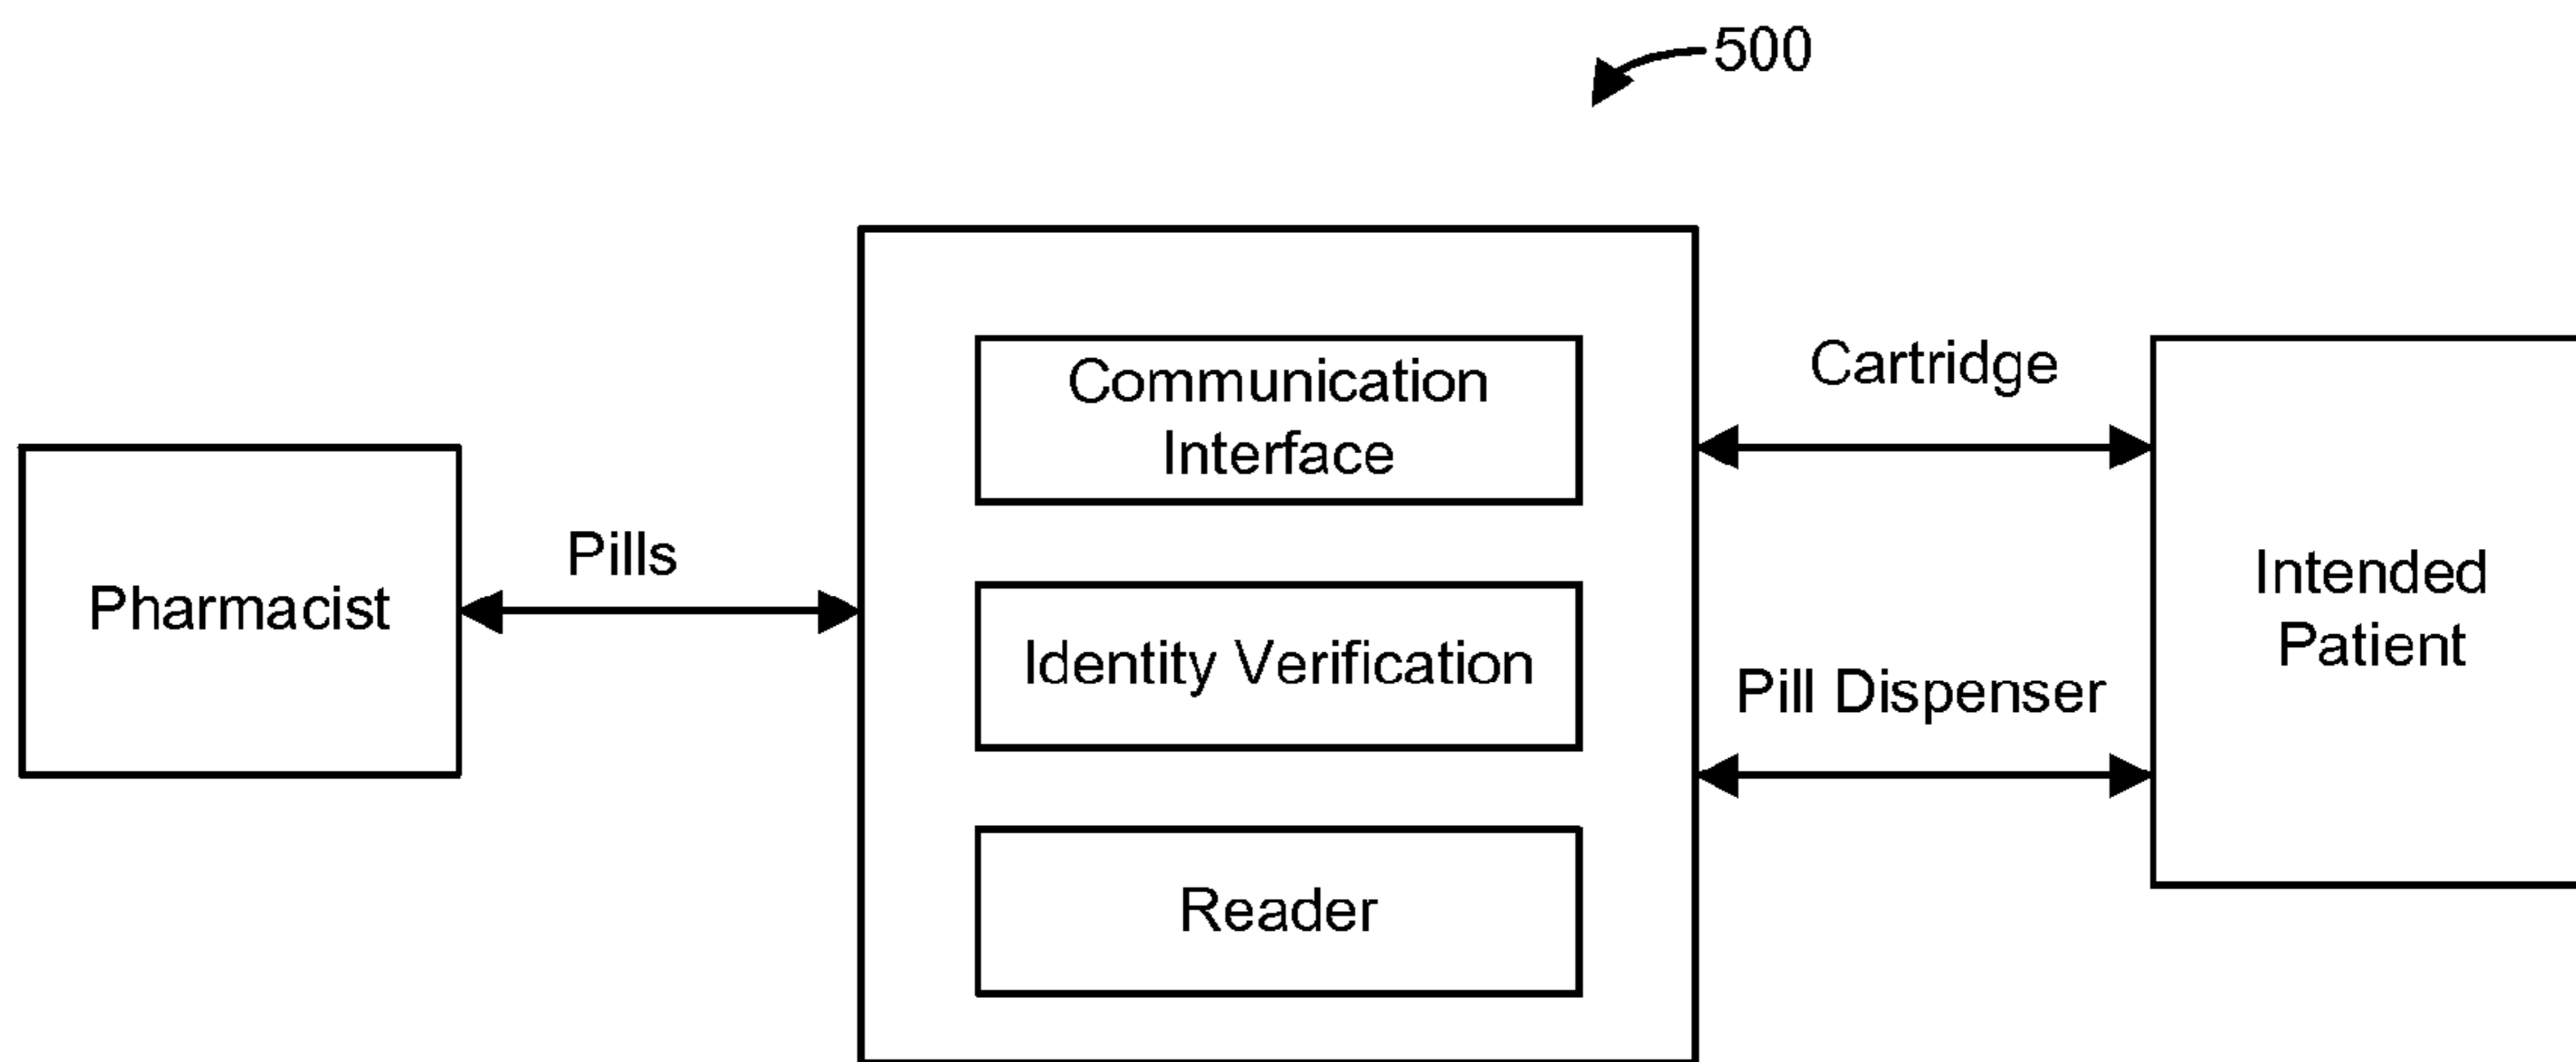 500
Pharmacist
Pills
Communication
Interface
Identity Verification
Reader
Cartridge
Pill Dispenser
Intended
Patient